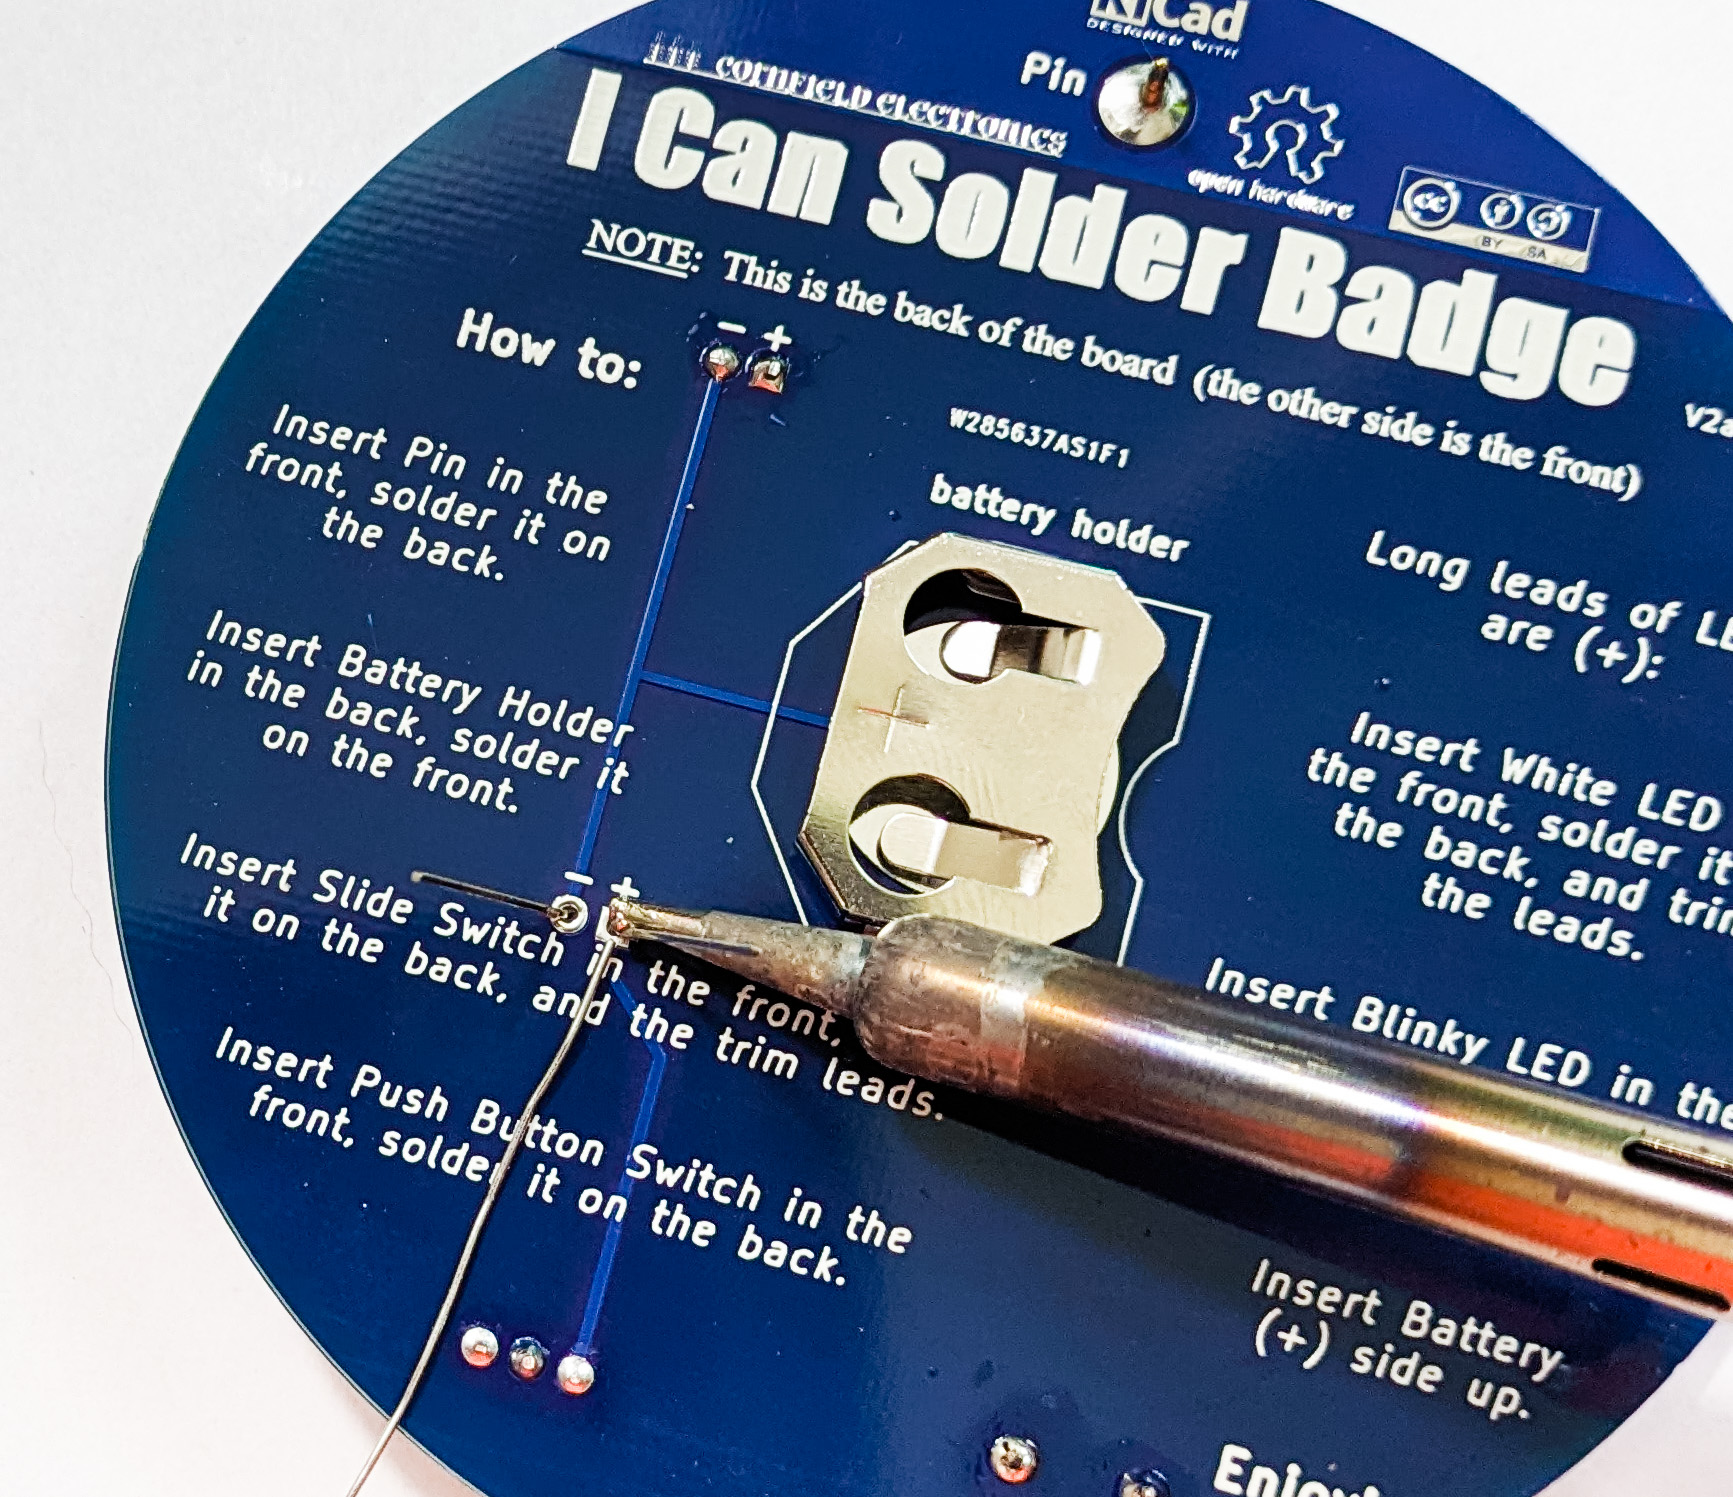 KiCad
DESIGNED WITH
Pin
cornfield electronics
open hardware
cc
BY SA
I Can Solder Badge
V2a
NOTE: This is the back of the board (the other side is the front)
How to:
- +
W285637AS1F1
battery holder
Insert Pin in the
front, solder it on
the back.
Insert Battery Holder
in the back, solder it
on the front.
- +
Insert Slide Switch in the front,
it on the back, and the trim leads.
Insert Push Button Switch in the
front, solder it on the back.
+
Long leads of
are (+):
Insert White LED
the front, solder it
the back, and
the leads.
Insert Blinky LED in the
Insert Battery
(+) side up.